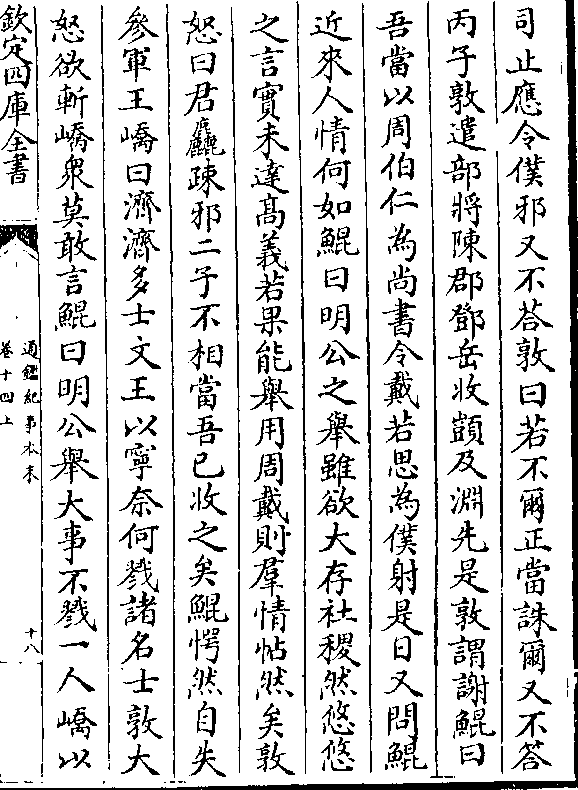 司止應令僕邪又不荅敦曰若不爾正當誅爾又不答
丙子敦遣部將陳郡鄧岳收顗及淵先是敦謂謝鯤曰
吾當以周伯仁為尚書令戴若思為僕射是日又問鯤
近來人情何如鯤曰明公之舉雖欲大存社稷然悠悠
之言實未達髙義若果能舉用周戴則羣情帖然矣敦
怒曰君麤疎邪二子不相當吾已收之矣鯤愕然自失
參軍王嶠曰濟濟多士文王以寧奈何戮諸名士敦大
怒欲斬嶠衆莫敢言鯤曰明公舉大事不戮一人嶠以
欽定四庫全書
通鑑紀事本末
卷十四上
十八